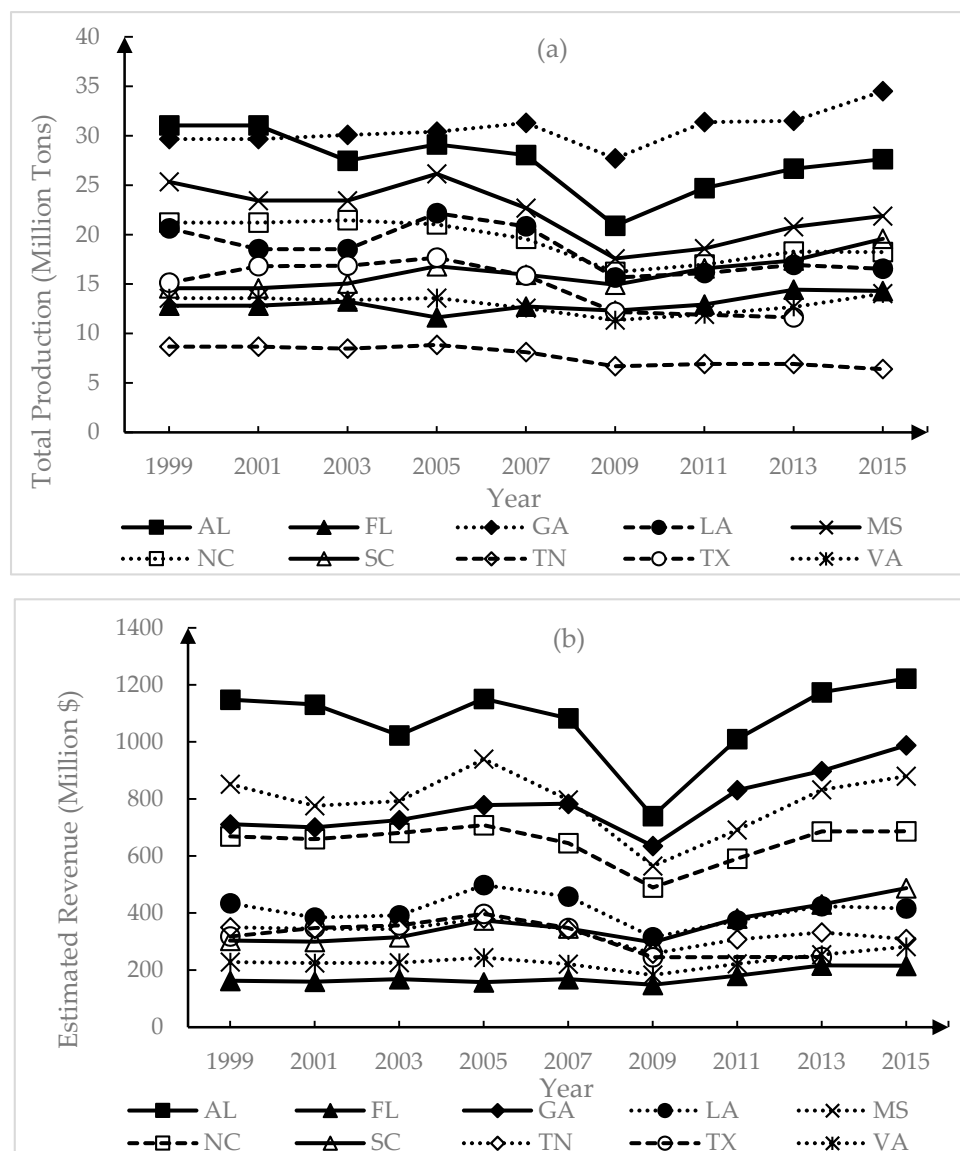 (a)
Total Production (Million Tons)
40
35
30
25
20
15
10
5
0
1999 2001 2003 2005 2007 2009 2011 2013 2015
Year
AL FL GA LA MS
NC SC TN TX VA
(b)
Estimated Revenue (Million $)
1400
1200
1000
800
600
400
200
0
1999 2001 2003 2005 2007 2009 2011 2013 2015
Year
AL FL GA LA MS
NC SC TN TX VA